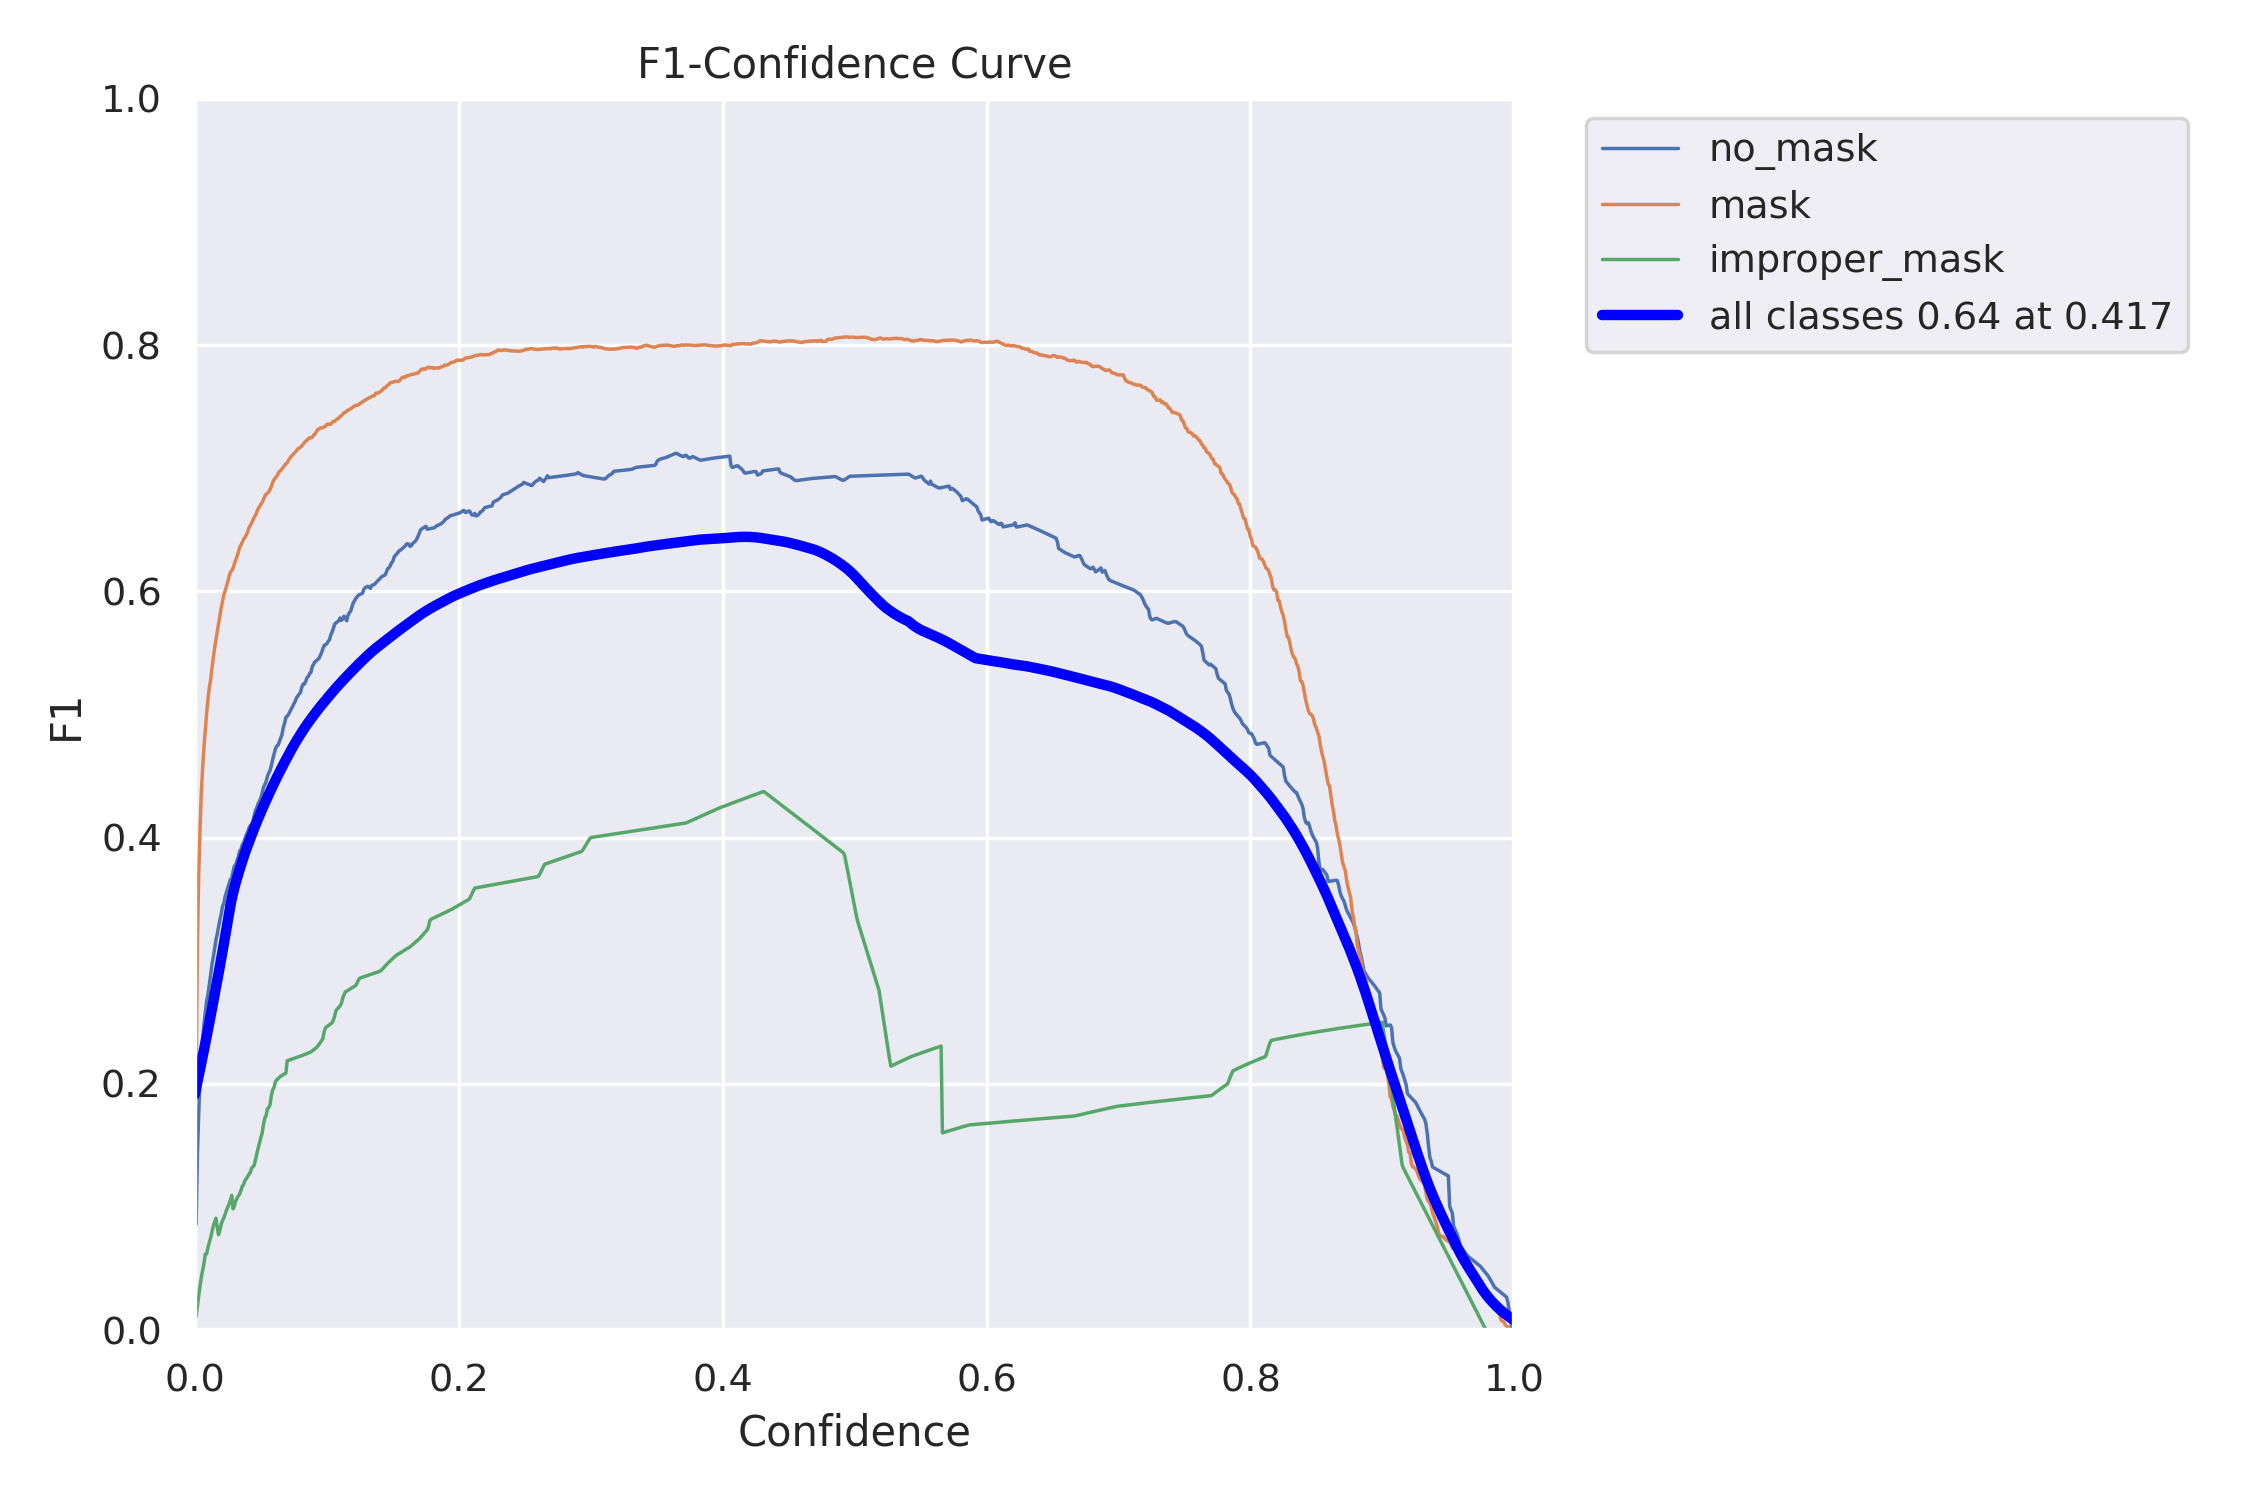 F1-Confidence Curve
1.0
0.8
0.6
0.4
0.2
0.0
F1
0.0 0.2 0.4 0.6 0.8 1.0
Confidence
no_mask
mask
improper_mask
all classes 0.64 at 0.417